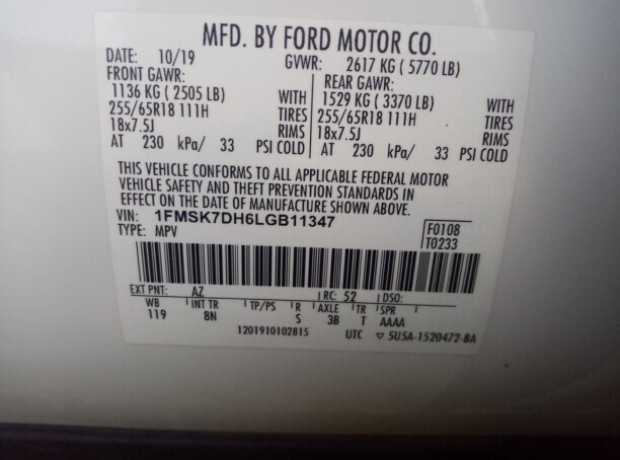 MFD. BY FORD MOTOR CO.
DATE: 10/19 GVWR: 2617 KG ( 5770 LB)
FRONT GAWR: REAR GAWR:
1136 KG ( 2505 LB) WITH 1529 KG ( 3370 LB) WITH
255/65R18 111H TIRES 255/65R18 111H TIRES
18x7.5J RIMS 18x7.5J RIMS
AT 230 kPa/ 33 PSI COLD AT 230 kPa/ 33 PSI COLD
THIS VEHICLE CONFORMS TO ALL APPLICABLE FEDERAL MOTOR
VEHICLE SAFETY AND THEFT PREVENTION STANDARDS IN
EFFECT ON THE DATE OF MANUFACTURE SHOWN ABOVE.
VIN: 1FMSK7DH6LGB11347 F0108
TYPE: MPV T0233
EXT PNT: AZ RC: 52 DSO:
WB INT TR TP/PS R AXLE TR SPR
119 8N S 3B T AAAA
1201910102815 UTC ▽ 5USA-1520472-BA